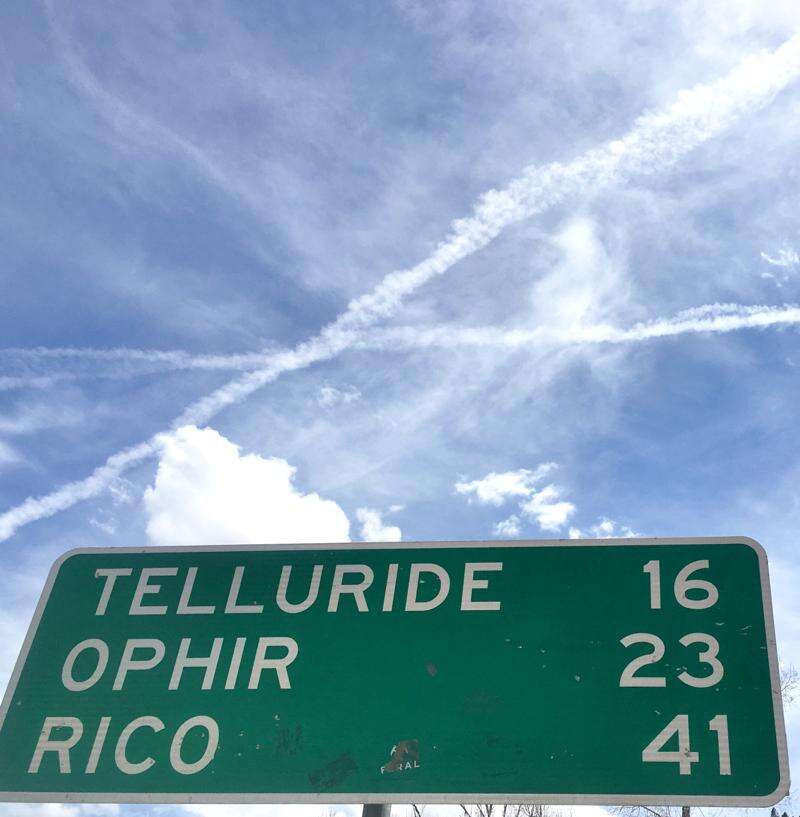 TELLURIDE 16
OPHIR 23
RICO 41